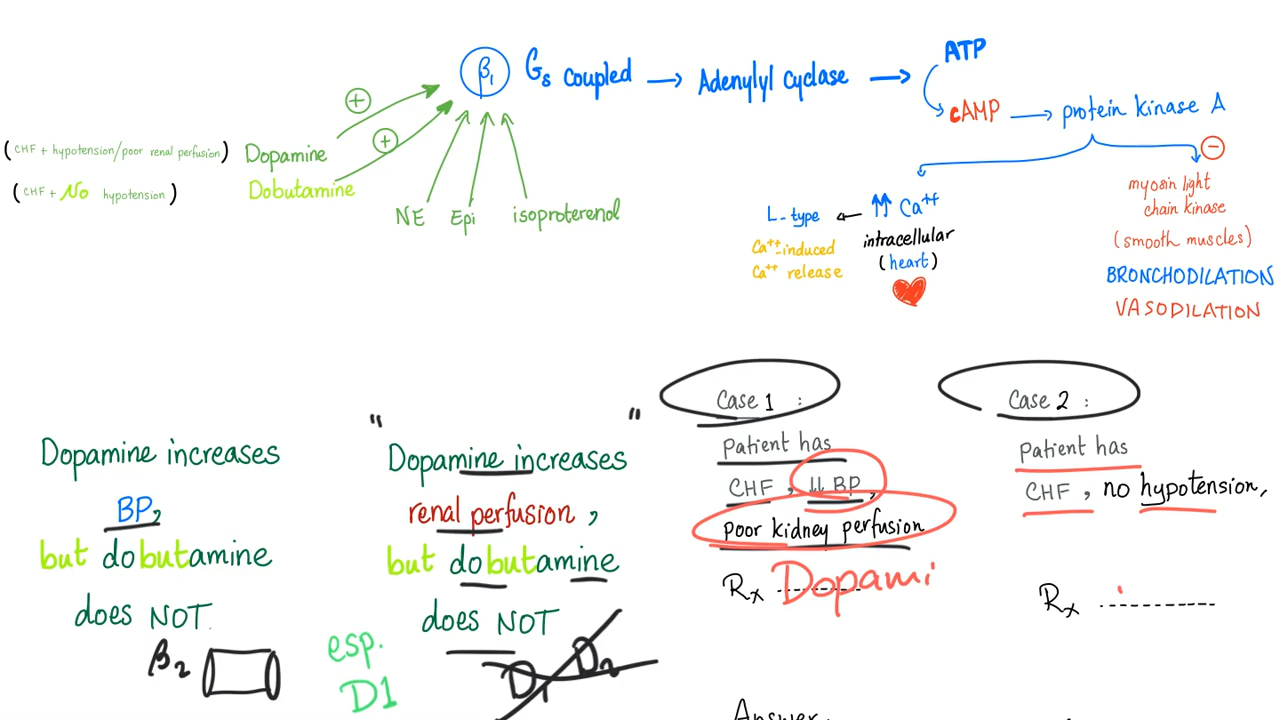 β₁ Gs coupled → Adenylyl cyclase →
ATP
cAMP → protein kinase A
+
+
(CHF + hypotension/poor renal perfusion) Dopamine
(CHF + No hypotension) Dobutamine
NE Epi isoproterenol
↑↑ Ca++
intracellular
(heart)
L-type
Ca++-induced
Ca++ release
−
myosin light
chain kinase
(smooth muscles)
BRONCHODILATION
VASODILATION
Dopamine increases
BP,
but dobutamine
does NOT.
β₂
" "
Dopamine increases
renal perfusion,
but dobutamine
does NOT
esp.
D1
D₁ D₂
Case 1 :
Patient has
CHF, ↓↓ BP,
poor kidney perfusion
Rx ........ Dopami
Answer
Case 2 :
Patient has
CHF, no hypotension,
Rx ............